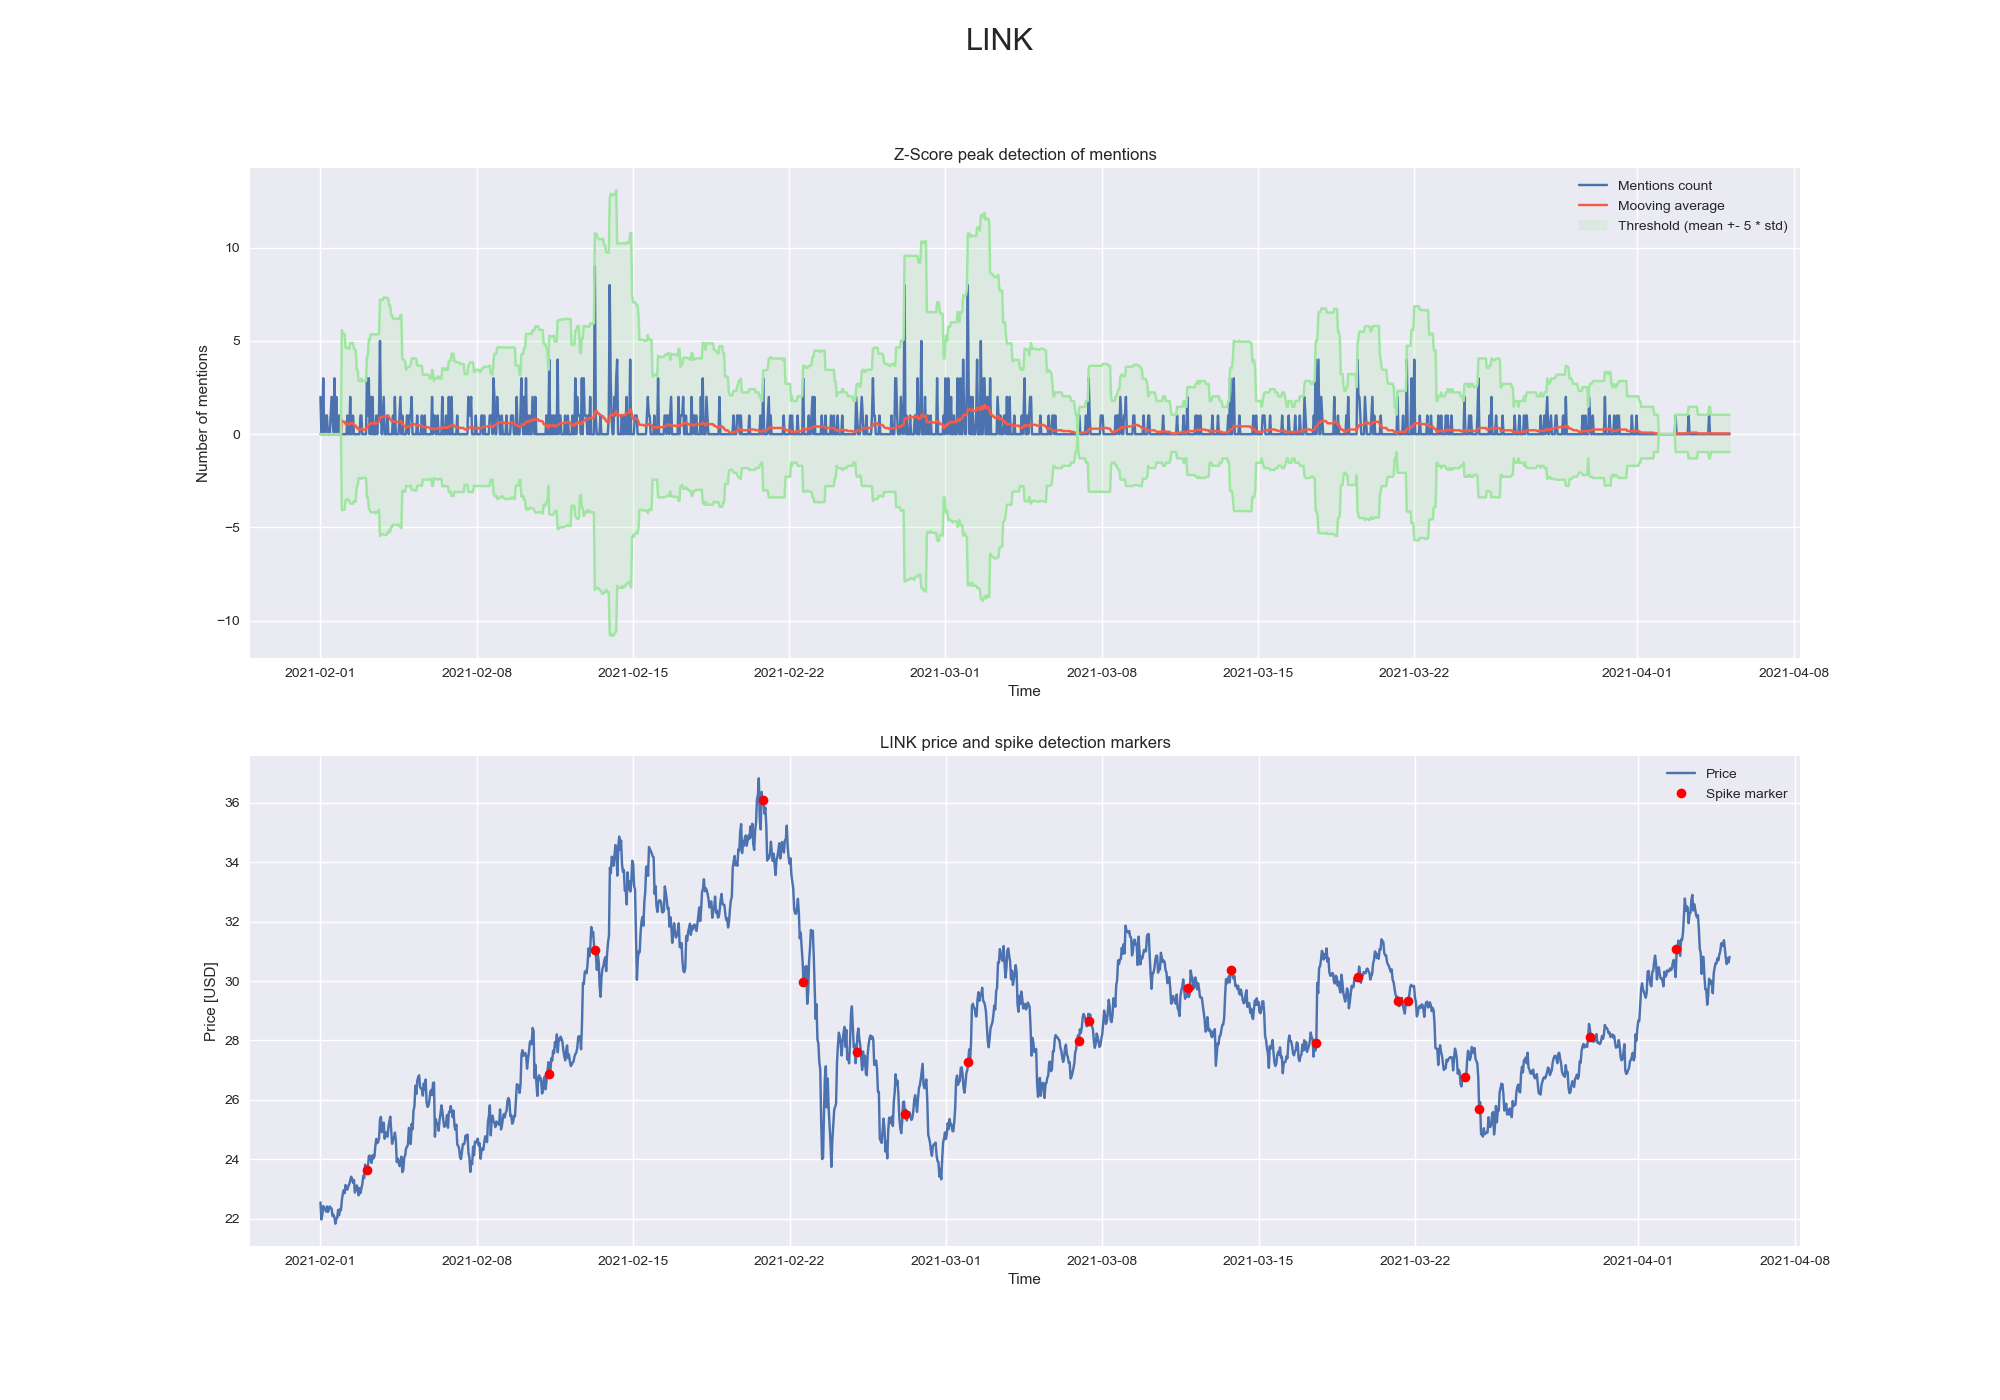 LINK
Z-Score peak detection of mentions
Mentions count
Mooving average
Threshold (mean +- 5 * std)
Number of mentions
10
5
0
−5
−10
2021-02-01 2021-02-08 2021-02-15 2021-02-22 2021-03-01 2021-03-08 2021-03-15 2021-03-22 2021-04-01 2021-04-08
Time
LINK price and spike detection markers
Price
Spike marker
Price [USD]
36
34
32
30
28
26
24
22
2021-02-01 2021-02-08 2021-02-15 2021-02-22 2021-03-01 2021-03-08 2021-03-15 2021-03-22 2021-04-01 2021-04-08
Time